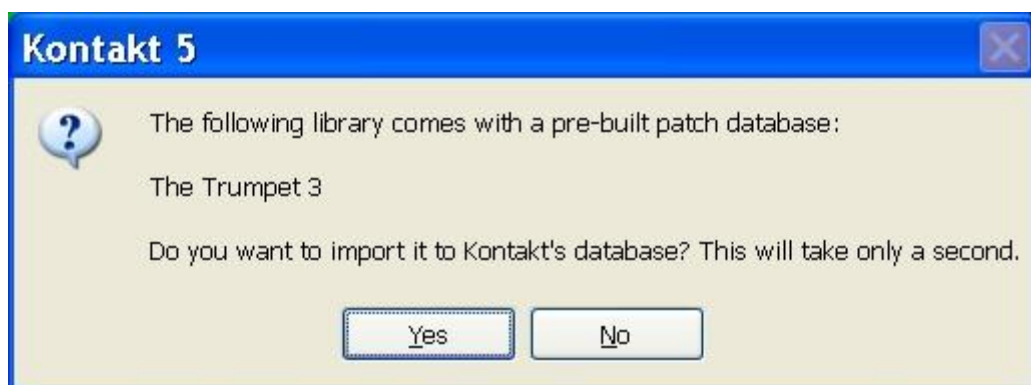 Kontakt 5
The following library comes with a pre-built patch database:
The Trumpet 3
Do you want to import it to Kontakt's database? This will take only a second.
Yes
No